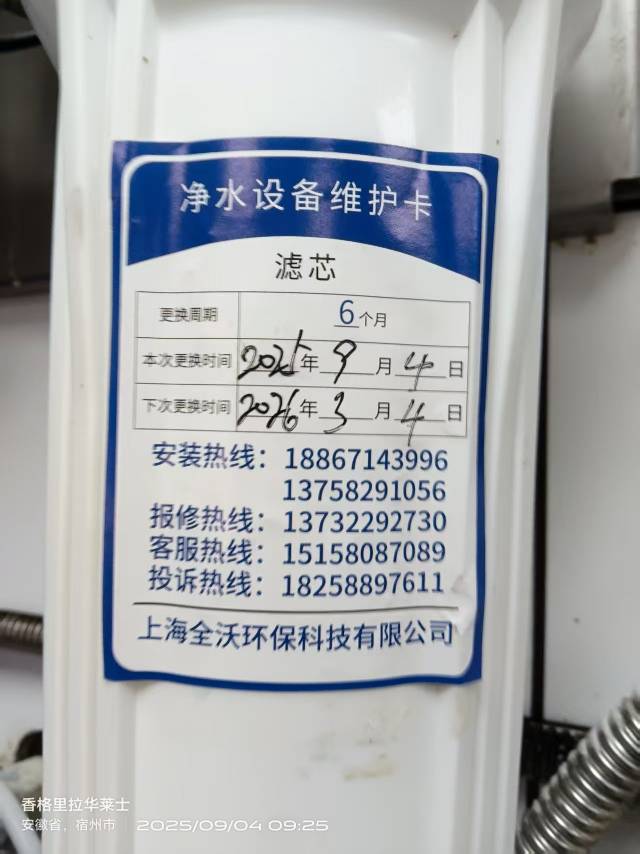 净水设备维护卡
滤芯
更换周期 6个月
本次更换时间 2025年9月4日
下次更换时间 2026年3月4日
安装热线：18867143996
13758291056
报修热线：13732292730
客服热线：15158087089
投诉热线：18258897611
上海全沃环保科技有限公司
香格里拉华莱士
安徽省，宿州市 2025/09/04 09:25